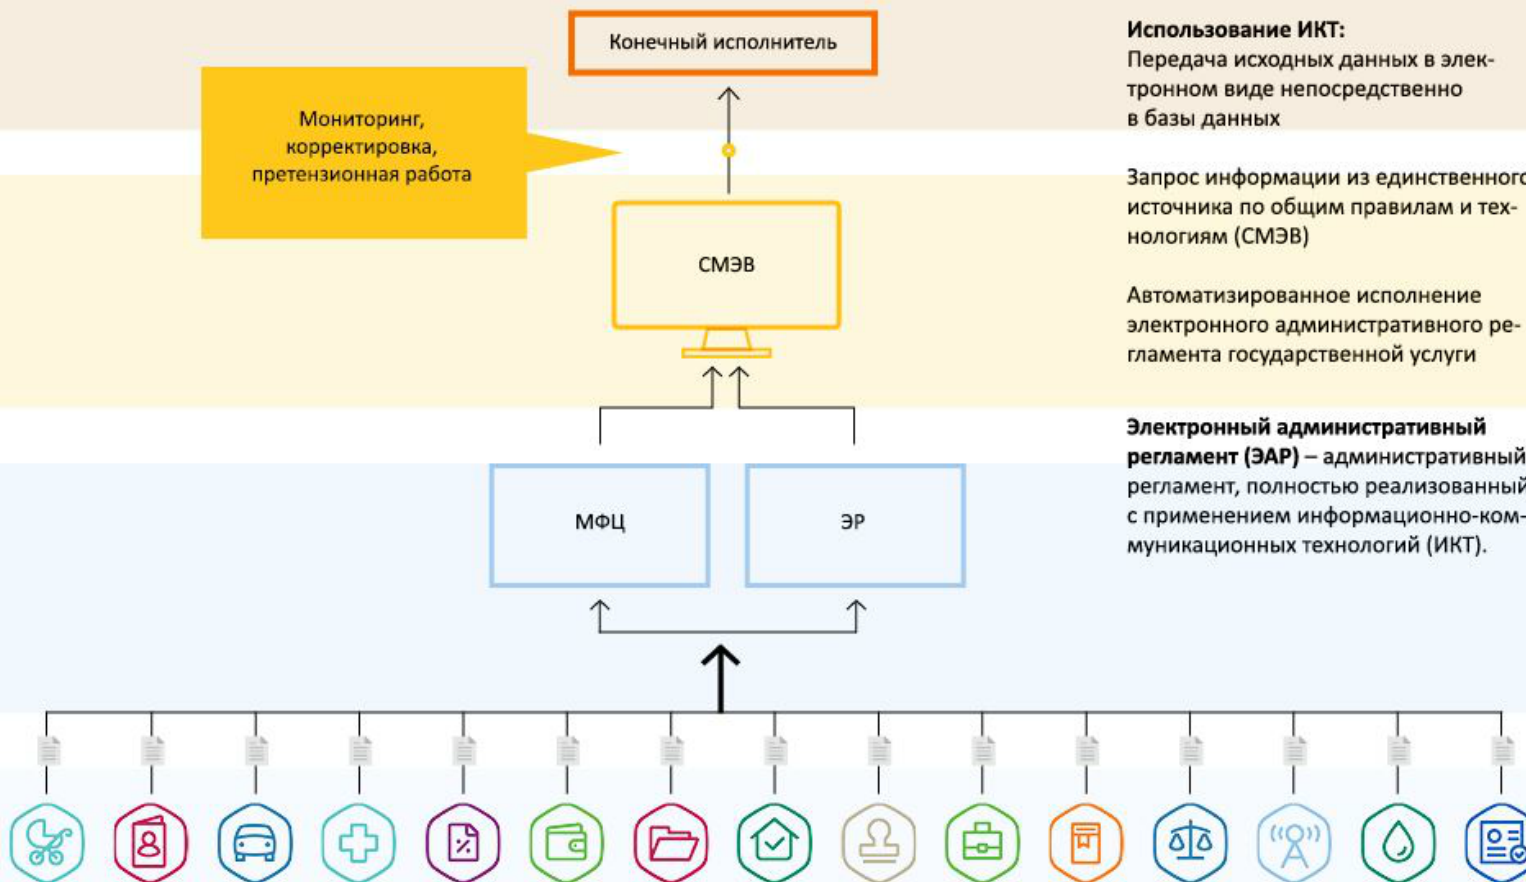 Конечный исполнитель
Мониторинг,
корректировка,
претензионная работа
СМЭВ
МФЦ
ЭР
Использование ИКТ:
Передача исходных данных в элек-
тронном виде непосредственно
в базы данных
Запрос информации из единственного
источника по общим правилам и тех-
нологиям (СМЭВ)
Автоматизированное исполнение
электронного административного ре-
гламента государственной услуги
Электронный административный
регламент (ЭАР) – административный
регламент, полностью реализованный
с применением информационно-ком-
муникационных технологий (ИКТ).